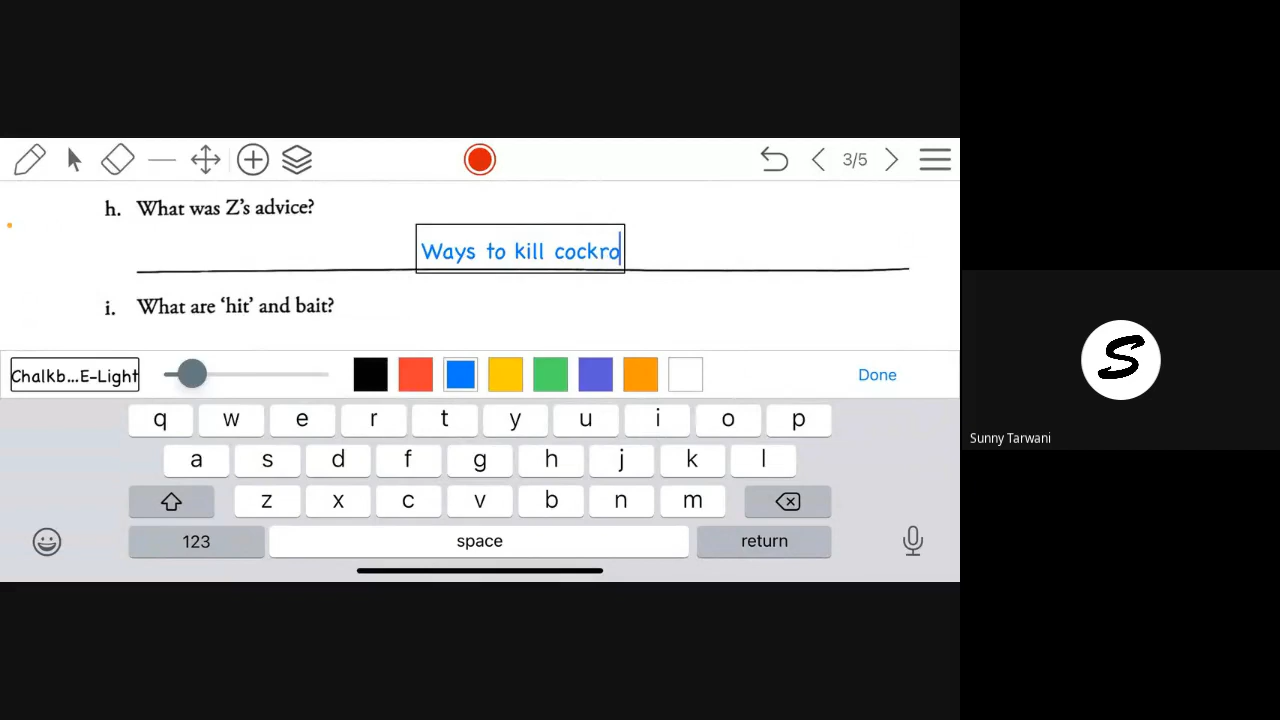 3/5
h. What was Z's advice?
Ways to kill cockro
i. What are 'hit' and bait?
Chalkb...E-Light
Done
q w e r t y u i o p
a s d f g h j k l
z x c v b n m
123 space return
S
Sunny Tarwani